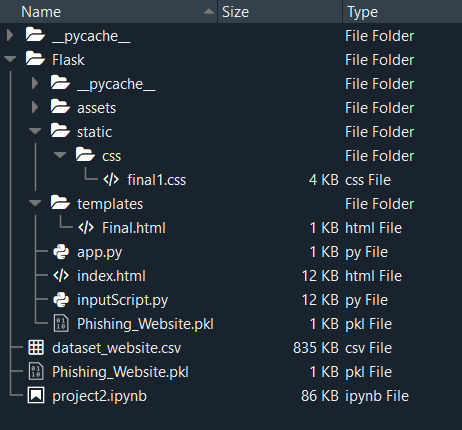 Name Size Type
__pycache__ File Folder
Flask File Folder
__pycache__ File Folder
assets File Folder
static File Folder
css File Folder
final1.css 4 KB css File
templates File Folder
Final.html 1 KB html File
app.py 1 KB py File
index.html 12 KB html File
inputScript.py 12 KB py File
Phishing_Website.pkl 1 KB pkl File
dataset_website.csv 835 KB csv File
Phishing_Website.pkl 1 KB pkl File
project2.ipynb 86 KB ipynb File